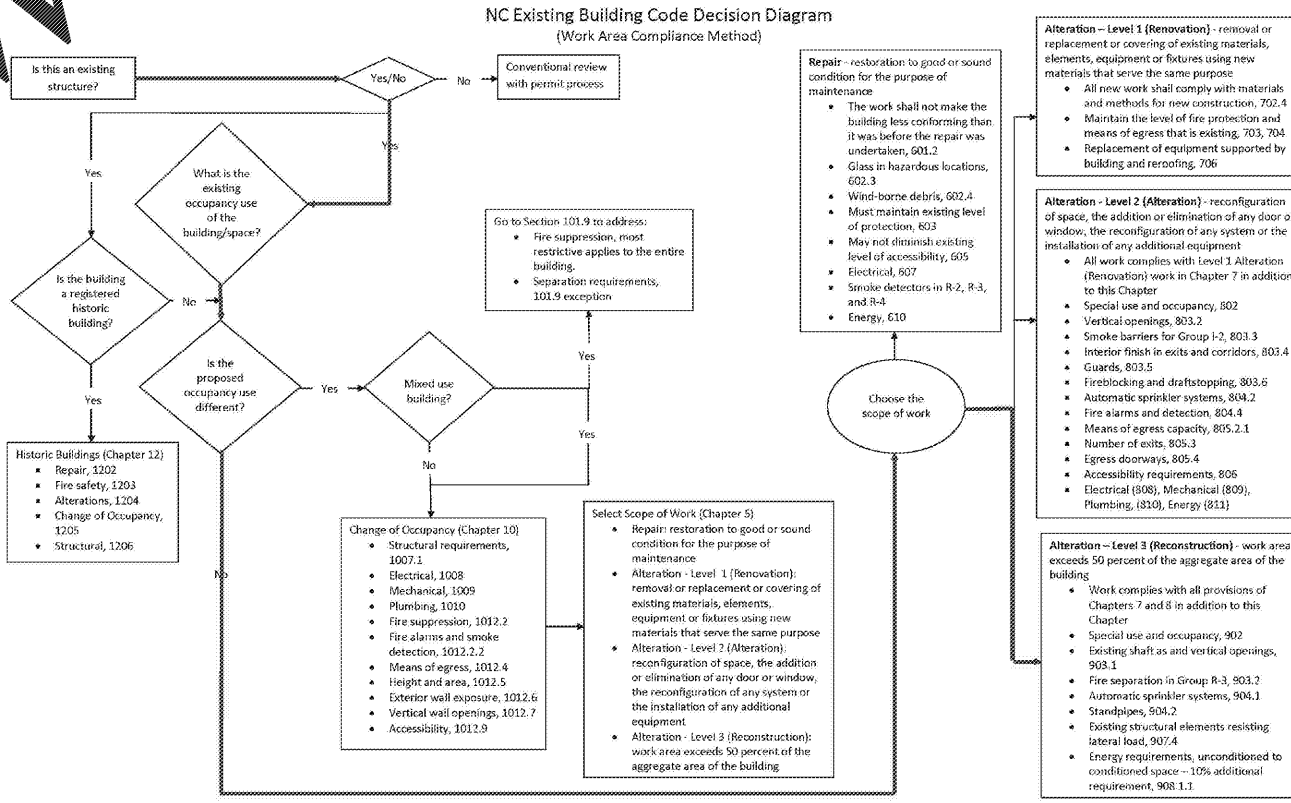 NC Existing Building Code Decision Diagram
(Work Area Compliance Method)
Is this an existing
structure?
Yes/No
No
Conventional review
with permit process
Yes
Yes
What is the
existing
occupancy use
of the
building/space?
Is the building
a registered
historic
building?
No
Yes
Historic Buildings (Chapter 12)
Repair, 1202
Fire safety, 1203
Alterations, 1204
Change of Occupancy,
1205
Structural, 1206
Is the
proposed
occupancy use
different?
Yes
No
Mixed use
building?
Yes
Yes
No
Go to Section 101.9 to address:
Fire suppression, most
restrictive applies to the entire
building.
Separation requirements,
101.9 exception
Change of Occupancy (Chapter 10)
Structural requirements,
1007.1
Electrical, 1008
Mechanical, 1009
Plumbing, 1010
Fire suppression, 1012.2
Fire alarms and smoke
detection, 1012.2.2
Means of egress, 1012.4
Height and area, 1012.5
Exterior wall exposure, 1012.6
Vertical wall openings, 1012.7
Accessibility, 1012.9
Select Scope of Work (Chapter 5)
Repair: restoration to good or sound
condition for the purpose of
maintenance
Alteration - Level 1 (Renovation):
removal or replacement or covering of
existing materials, elements,
equipment or fixtures using new
materials that serve the same purpose
Alteration - Level 2 (Alteration):
reconfiguration of space, the addition
or elimination of any door or window,
the reconfiguration of any system or
the installation of any additional
equipment
Alteration - Level 3 (Reconstruction):
work area exceeds 50 percent of the
aggregate area of the building
Choose the
scope of work
Repair - restoration to good or sound
condition for the purpose of
maintenance
The work shall not make the
building less conforming than
it was before the repair was
undertaken, 601.2
Glass in hazardous locations,
602.3
Wind-borne debris, 602.4
Must maintain existing level
of protection, 603
May not diminish existing
level of accessibility, 605
Electrical, 607
Smoke detectors in R-2, R-3,
and R-4
Energy, 610
Alteration – Level 1 (Renovation) - removal or
replacement or covering of existing materials,
elements, equipment or fixtures using new
materials that serve the same purpose
All new work shall comply with materials
and methods for new construction, 702.4
Maintain the level of fire protection and
means of egress that is existing, 703, 704
Replacement of equipment supported by
building and reroofing, 706
Alteration - Level 2 (Alteration) - reconfiguration
of space, the addition or elimination of any door o
window, the reconfiguration of any system or the
installation of any additional equipment
All work complies with Level 1 Alteration
(Renovation) work in Chapter 7 in addition
to this Chapter
Special use and occupancy, 802
Vertical openings, 803.2
Smoke barriers for Group I-2, 803.3
Interior finish in exits and corridors, 803.4
Guards, 803.5
Fireblocking and draftstopping, 803.6
Automatic sprinkler systems, 804.2
Fire alarms and detection, 804.4
Means of egress capacity, 805.2.1
Number of exits, 805.3
Egress doorways, 805.4
Accessibility requirements, 806
Electrical (808), Mechanical (809),
Plumbing, (810), Energy (811)
Alteration – Level 3 (Reconstruction) - work area
exceeds 50 percent of the aggregate area of the
building
Work complies with all provisions of
Chapters 7 and 8 in addition to this
Chapter
Special use and occupancy, 902
Existing shaft as and vertical openings,
903.1
Fire separation in Group R-3, 903.2
Automatic sprinkler systems, 904.1
Standpipes, 904.2
Existing structural elements resisting
lateral load, 907.4
Energy requirements, unconditioned to
conditioned space – 10% additional
requirement, 908.1.1